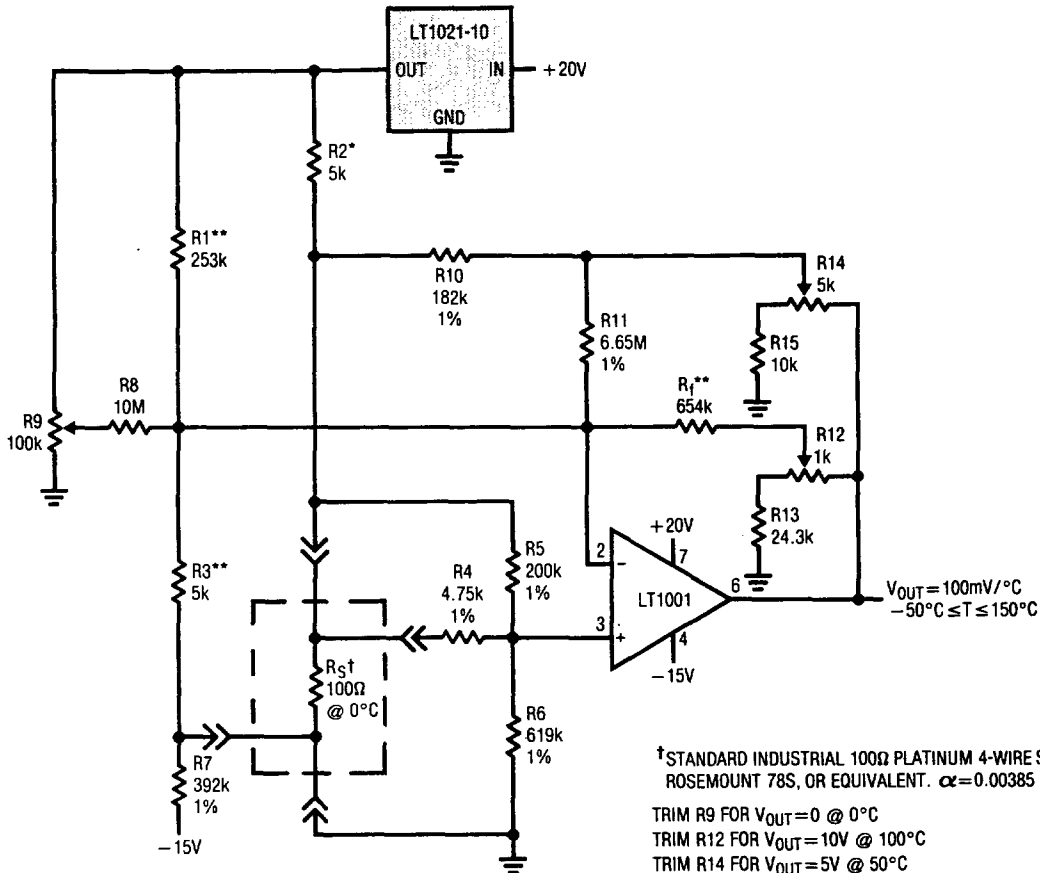 LT1021-10
OUT
IN
+20V
GND
R2*
5k
R1**
253k
R10
182k
1%
R14
5k
R11
6.65M
1%
R15
10k
R8
10M
R9
100k
Rf**
654k
R12
1k
R13
24.3k
R3**
5k
R4
4.75k
1%
R5
200k
1%
+20V
2
7
−
LT1001
6
3
+
4
−15V
VOUT=100mV/°C
−50°C≤T≤150°C
RS†
100Ω
@ 0°C
R6
619k
1%
R7
392k
1%
−15V
†STANDARD INDUSTRIAL 100Ω PLATINUM 4-WIRE
ROSEMOUNT 78S, OR EQUIVALENT. α=0.00385
TRIM R9 FOR VOUT=0 @ 0°C
TRIM R12 FOR VOUT=10V @ 100°C
TRIM R14 FOR VOUT=5V @ 50°C